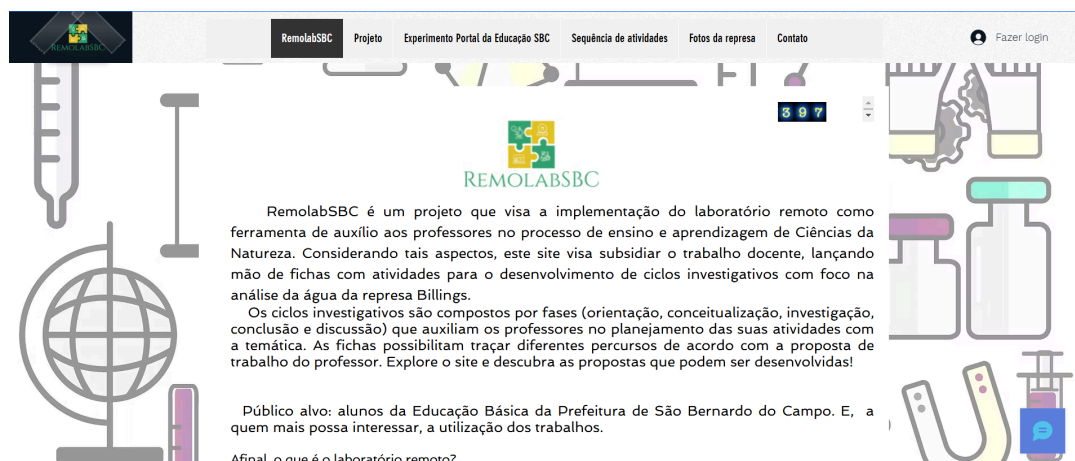 REMOLABSBC
RemolabSBC
Projeto
Experimento Portal da Educação SBC
Sequência de atividades
Fotos da represa
Contato
Fazer login
397
REMOLABSBC
RemolabSBC é um projeto que visa a implementação do laboratório remoto como
ferramenta de auxílio aos professores no processo de ensino e aprendizagem de Ciências da
Natureza. Considerando tais aspectos, este site visa subsidiar o trabalho docente, lançando
mão de fichas com atividades para o desenvolvimento de ciclos investigativos com foco na
análise da água da represa Billings.
Os ciclos investigativos são compostos por fases (orientação, conceitualização, investigação,
conclusão e discussão) que auxiliam os professores no planejamento das suas atividades com
a temática. As fichas possibilitam traçar diferentes percursos de acordo com a proposta de
trabalho do professor. Explore o site e descubra as propostas que podem ser desenvolvidas!
Público alvo: alunos da Educação Básica da Prefeitura de São Bernardo do Campo. E, a
quem mais possa interessar, a utilização dos trabalhos.
Afinal, o que é o laboratório remoto?